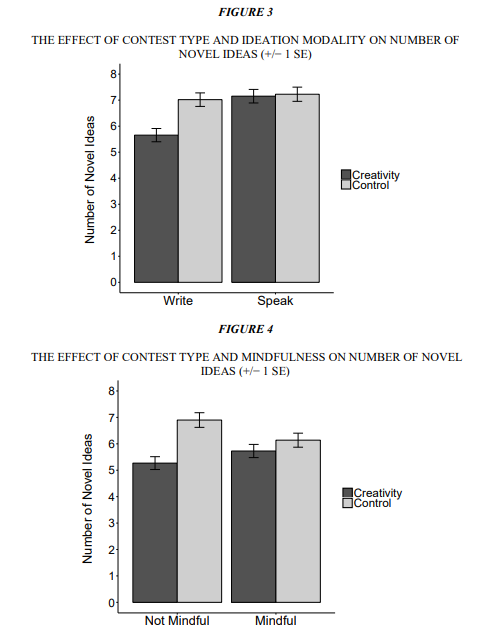 FIGURE 3
THE EFFECT OF CONTEST TYPE AND IDEATION MODALITY ON NUMBER OF
NOVEL IDEAS (+/− 1 SE)
8
7
6
5
4
3
2
1
0
Number of Novel Ideas
Write
Speak
Creativity
Control
FIGURE 4
THE EFFECT OF CONTEST TYPE AND MINDFULNESS ON NUMBER OF NOVEL
IDEAS (+/− 1 SE)
8
7
6
5
4
3
2
1
0
Number of Novel Ideas
Not Mindful
Mindful
Creativity
Control